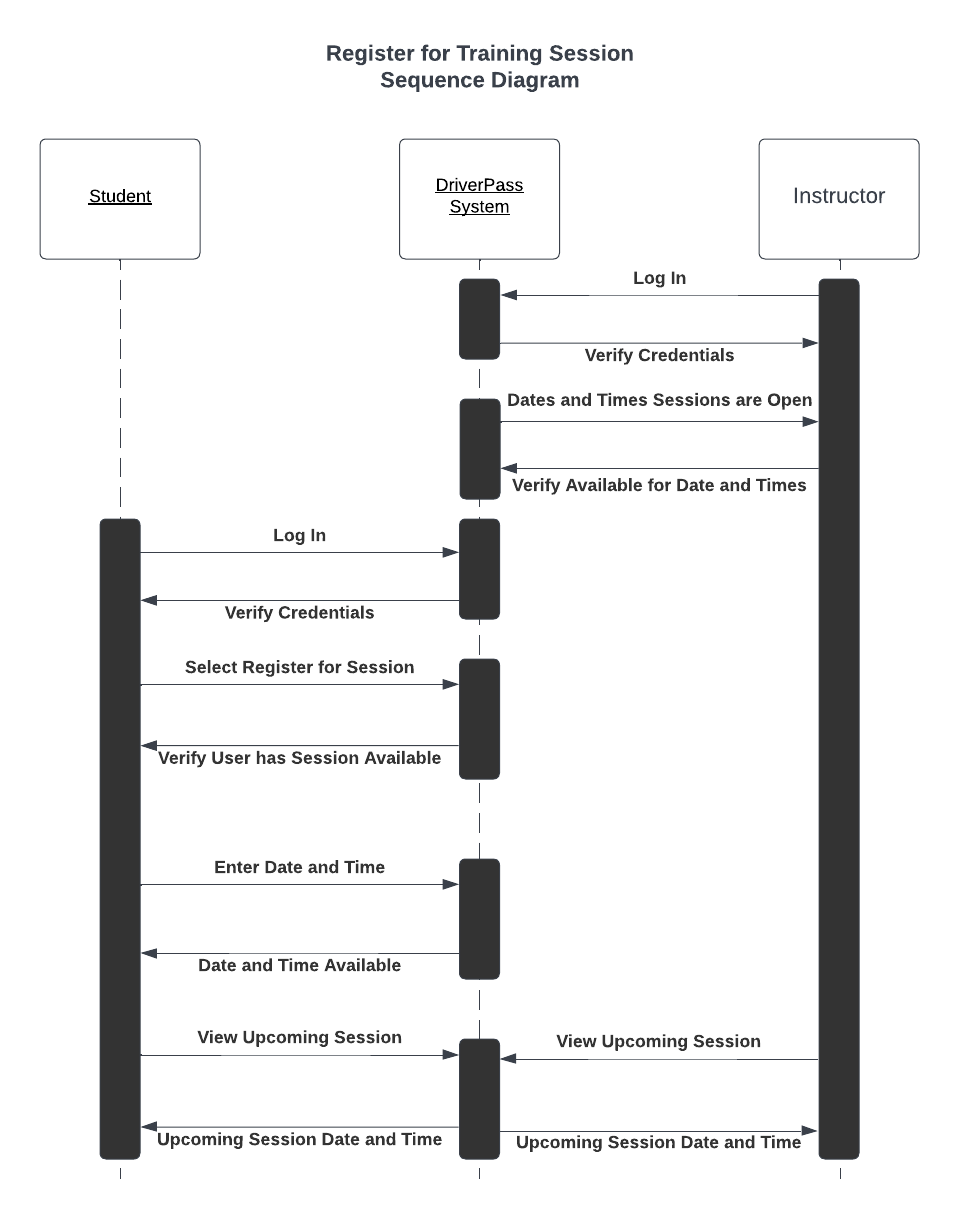 Register for Training Session
Sequence Diagram
Student
DriverPass
System
Instructor
Log In
Verify Credentials
Dates and Times Sessions are Open
Verify Available for Date and Times
Log In
Verify Credentials
Select Register for Session
Verify User has Session Available
Enter Date and Time
Date and Time Available
View Upcoming Session
View Upcoming Session
Upcoming Session Date and Time
Upcoming Session Date and Time